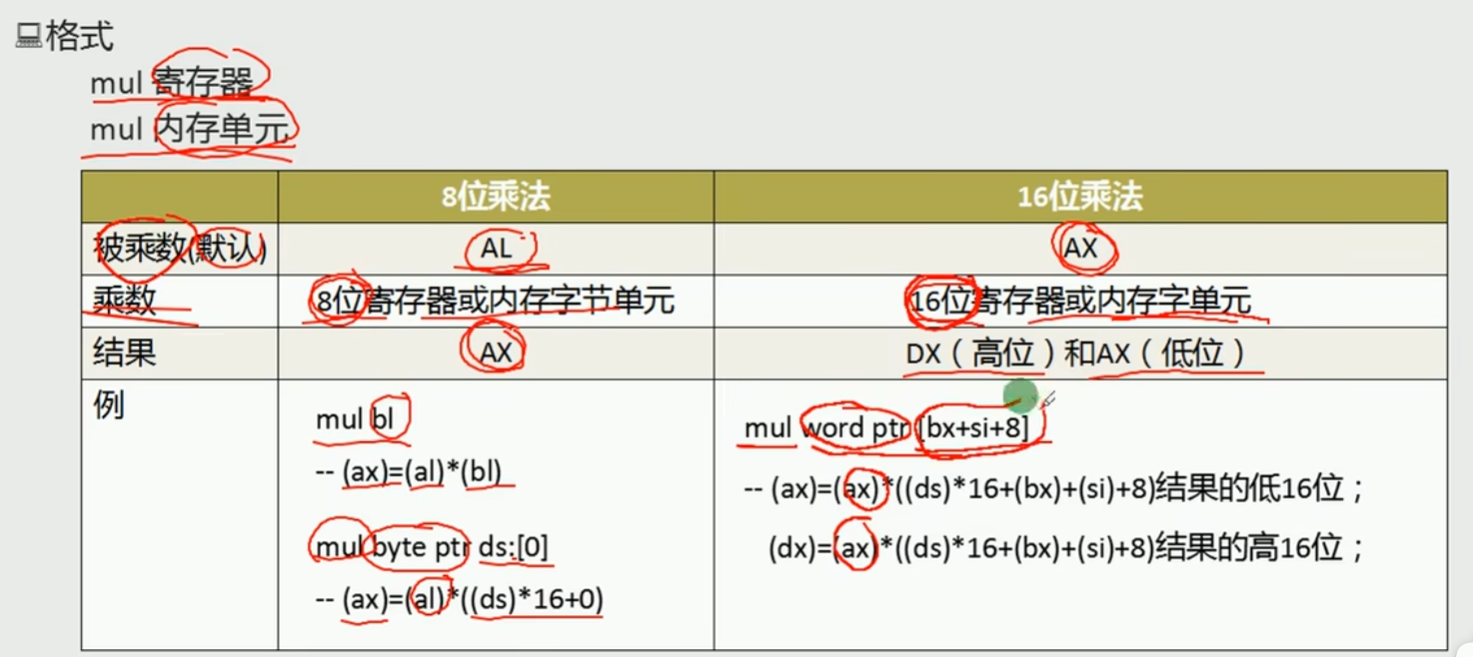 格式
mul 寄存器
mul 内存单元
8位乘法 16位乘法
被乘数(默认) AL AX
乘数 8位寄存器或内存字节单元 16位寄存器或内存字单元
结果 AX DX（高位）和AX（低位）
例
mul bl
-- (ax)=(al)*(bl)
mul byte ptr ds:[0]
-- (ax)=(al)*((ds)*16+0)
mul word ptr [bx+si+8]
-- (ax)=(ax)*((ds)*16+(bx)+(si)+8)结果的低16位；
(dx)=(ax)*((ds)*16+(bx)+(si)+8)结果的高16位；